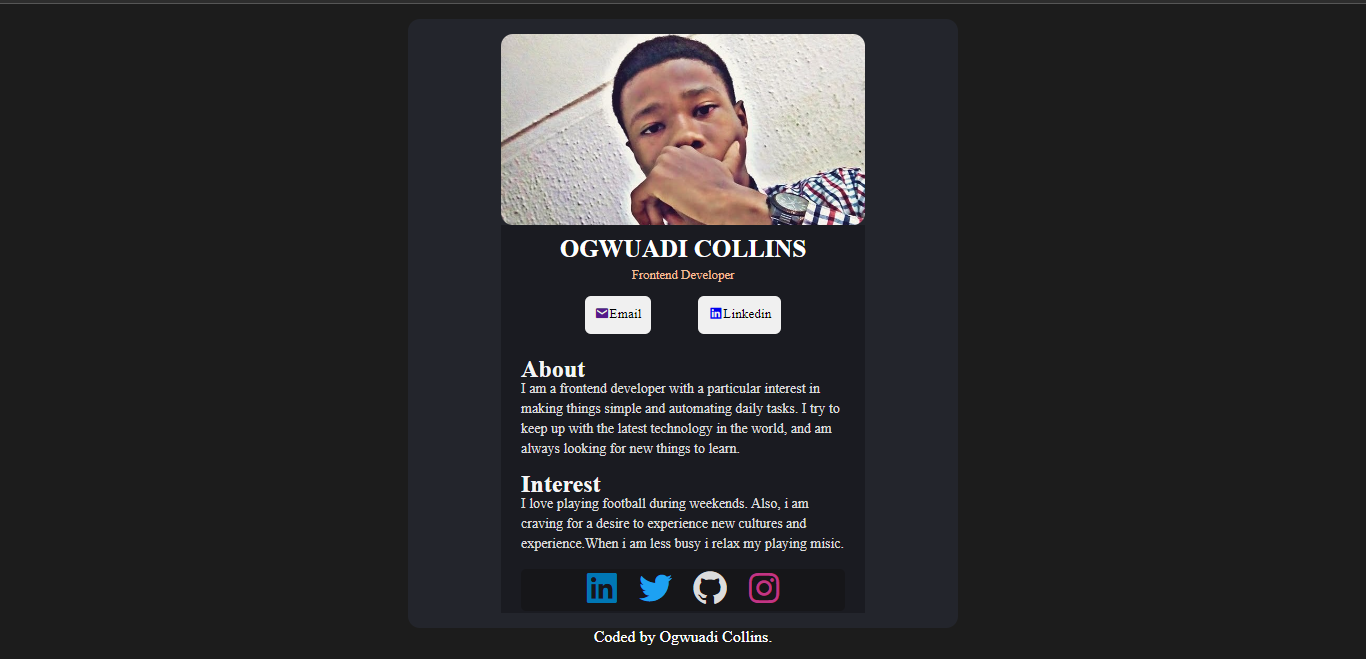 OGWUADI COLLINS
Frontend Developer
Email
Linkedin
About
I am a frontend developer with a particular interest in
making things simple and automating daily tasks. I try to
keep up with the latest technology in the world, and am
always looking for new things to learn.
Interest
I love playing football during weekends. Also, i am
craving for a desire to experience new cultures and
experience.When i am less busy i relax my playing misic.
Coded by Ogwuadi Collins.